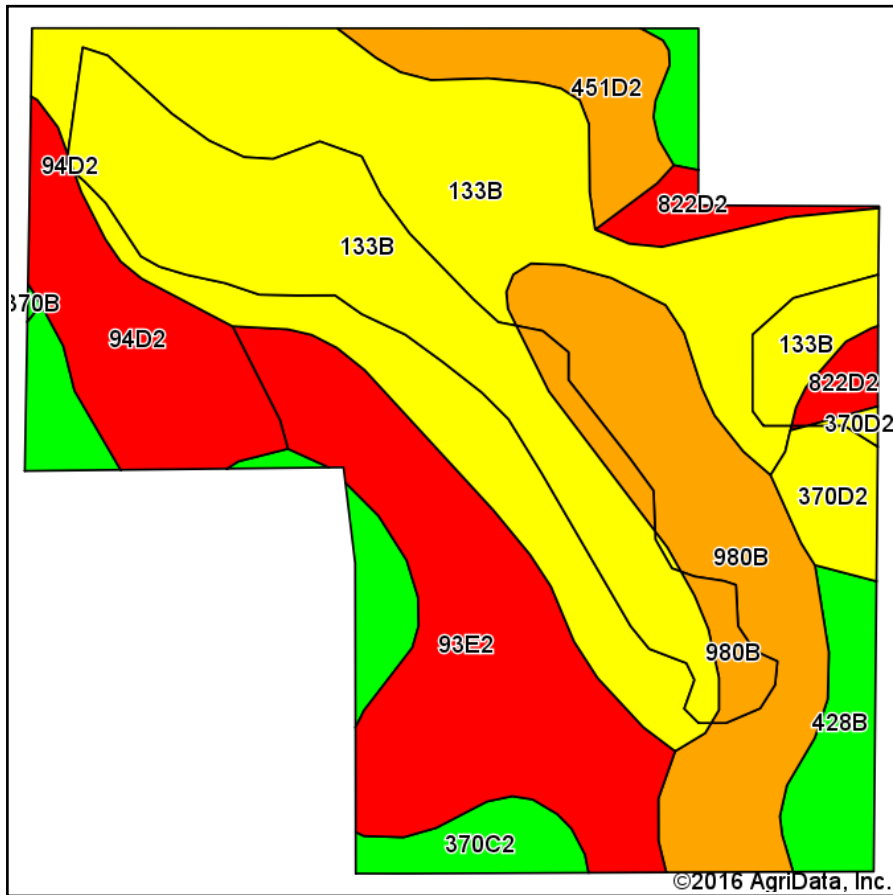 451D2
94D2
133B
822D2
133B
370B
94D2
133B
822D2
370D2
370D2
980B
93E2
980B
428B
370C2
©2016 AgriData, Inc.